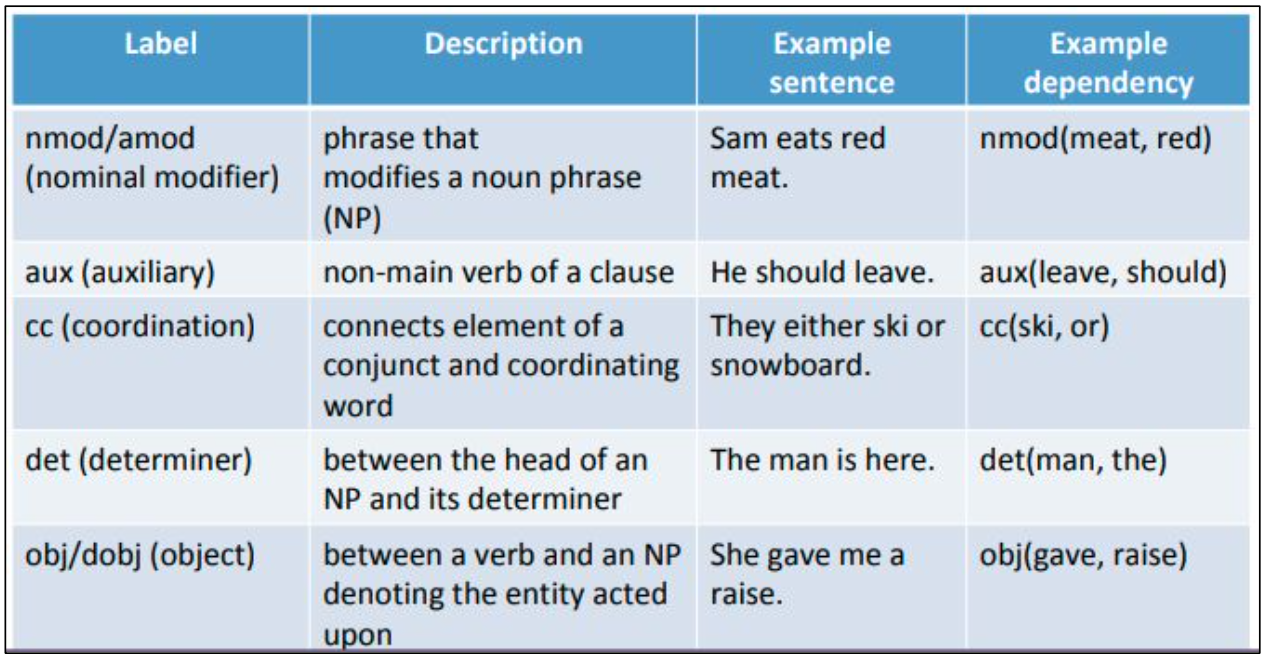 Label
Description
Example
sentence
Example
dependency
nmod/amod
(nominal modifier)
phrase that
modifies a noun phrase
(NP)
Sam eats red
meat.
nmod(meat, red)
aux (auxiliary)
non-main verb of a clause
He should leave.
aux(leave, should)
cc (coordination)
connects element of a
conjunct and coordinating
word
They either ski or
snowboard.
cc(ski, or)
det (determiner)
between the head of an
NP and its determiner
The man is here.
det(man, the)
obj/dobj (object)
between a verb and an NP
denoting the entity acted
upon
She gave me a
raise.
obj(gave, raise)